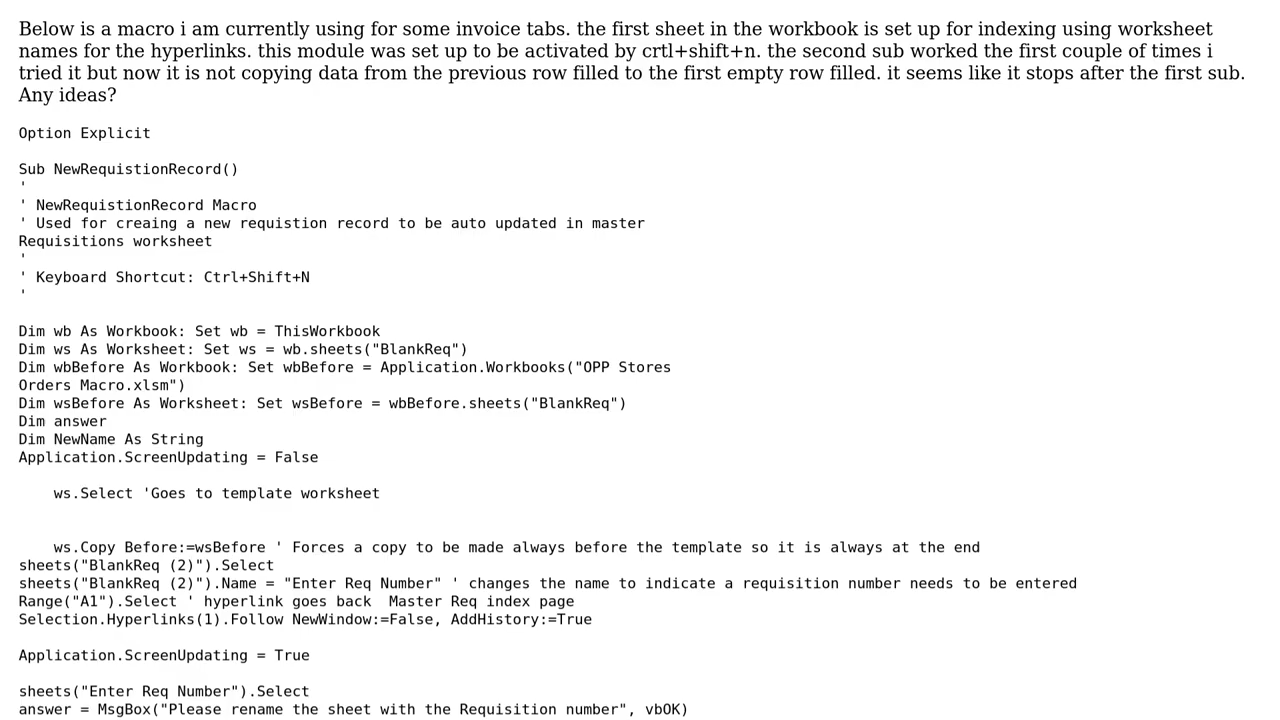 Below is a macro i am currently using for some invoice tabs. the first sheet in the workbook is set up for indexing using worksheet
names for the hyperlinks. this module was set up to be activated by crtl+shift+n. the second sub worked the first couple of times i
tried it but now it is not copying data from the previous row filled to the first empty row filled. it seems like it stops after the first sub.
Any ideas?
Option Explicit
Sub NewRequistionRecord()
'
' NewRequistionRecord Macro
' Used for creaing a new requistion record to be auto updated in master
Requisitions worksheet
'
' Keyboard Shortcut: Ctrl+Shift+N
'
Dim wb As Workbook: Set wb = ThisWorkbook
Dim ws As Worksheet: Set ws = wb.sheets("BlankReq")
Dim wbBefore As Workbook: Set wbBefore = Application.Workbooks("OPP Stores
Orders Macro.xlsm")
Dim wsBefore As Worksheet: Set wsBefore = wbBefore.sheets("BlankReq")
Dim answer
Dim NewName As String
Application.ScreenUpdating = False
ws.Select 'Goes to template worksheet
ws.Copy Before:=wsBefore ' Forces a copy to be made always before the template so it is always at the end
sheets("BlankReq (2)").Select
sheets("BlankReq (2)").Name = "Enter Req Number" ' changes the name to indicate a requisition number needs to be entered
Range("A1").Select ' hyperlink goes back  Master Req index page
Selection.Hyperlinks(1).Follow NewWindow:=False, AddHistory:=True
Application.ScreenUpdating = True
sheets("Enter Req Number").Select
answer = MsgBox("Please rename the sheet with the Requisition number", vbOK)